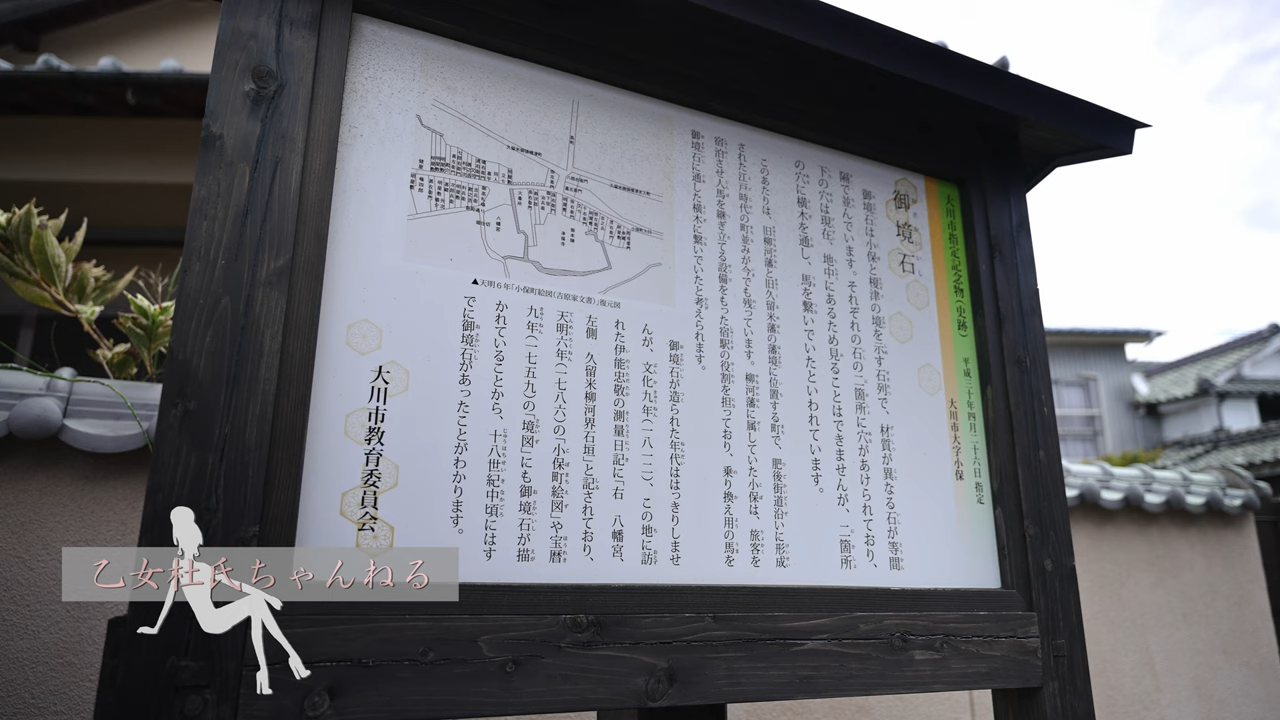 大川市指定記念物(史跡)
平成三十年四月二十六日 指定
大川市大字小保
御境石
御境石は小保と榎津の境を示す石列で、材質が異なる石が等間
隔で並んでいます。それぞれの石の二箇所に穴があけられており、
下の穴は現在、地中にあるため見ることはできませんが、二箇所
の穴に横木を通し、馬を繋いでいたといわれています。
このあたりは、旧柳河藩と旧久留米藩の藩境に位置する町で、肥後街道沿いに形成
された江戸時代の町並みが今でも残っています。柳河藩に属していた小保は、旅客を
宿泊させ人馬を継ぎ立てる設備をもった宿駅の役割を担っており、乗り換え用の馬を
御境石に通した横木に繋いでいたと考えられます。
御境石が造られた年代ははっきりしませ
んが、文化九年(一八一二)、この地に訪
れた伊能忠敬の測量日記に「右 八幡宮、
左側 久留米柳河界石垣」と記されており、
天明六年(一七八六)の「小保町絵図」や宝暦
九年(一七五九)の「境図」にも御境石が描
かれていることから、十八世紀中頃にはす
でに御境石があったことがわかります。
▲天明6年「小保町絵図(吉原家文書)」復元図
八幡宮
大川市教育委員会
乙女杜氏ちゃんねる